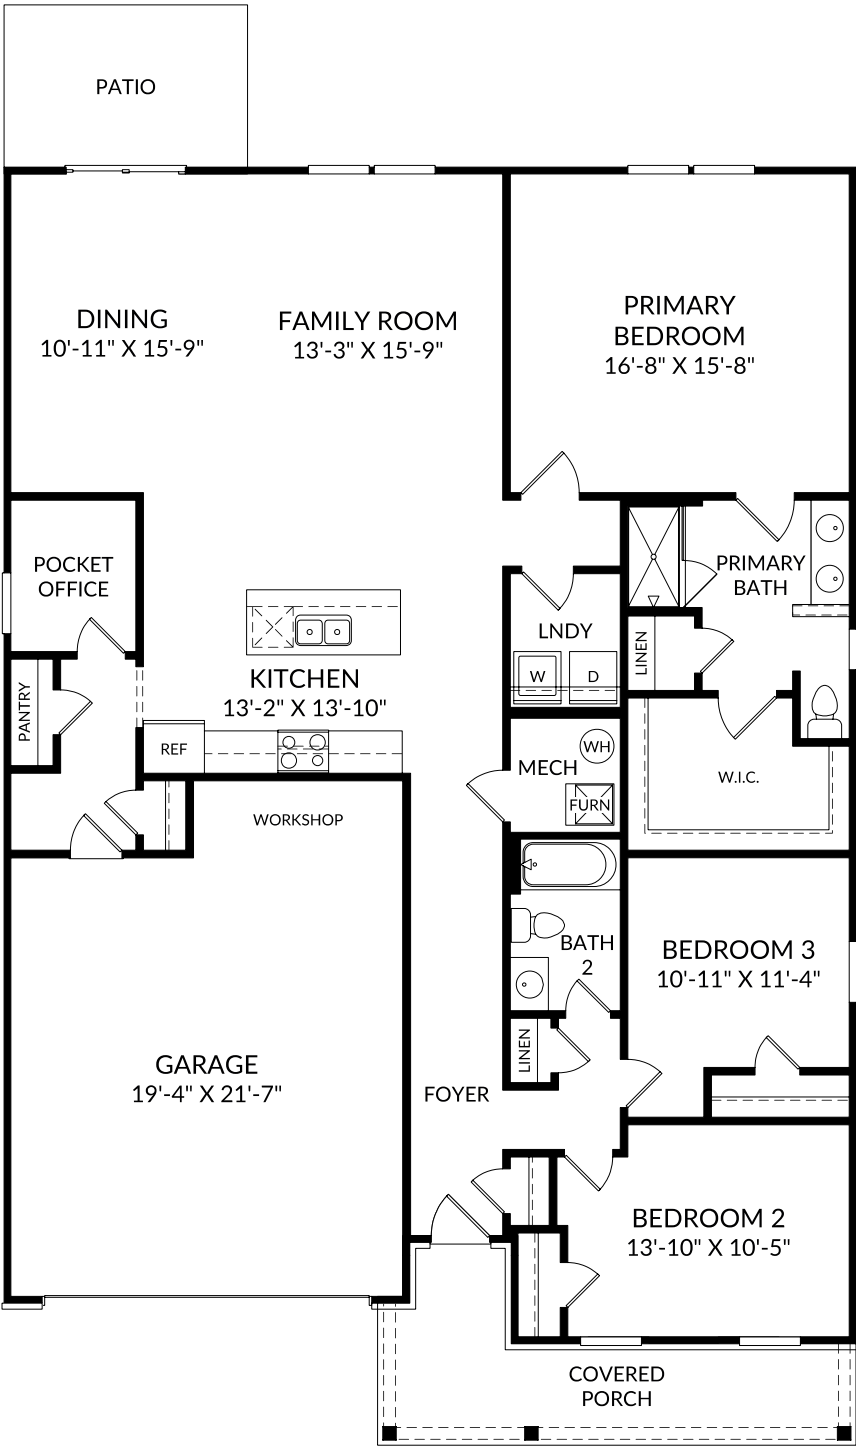 PATIO
DINING
10'-11" X 15'-9"
FAMILY ROOM
13'-3" X 15'-9"
PRIMARY
BEDROOM
16'-8" X 15'-8"
POCKET
OFFICE
PRIMARY
BATH
LNDY
W
D
LINEN
KITCHEN
13'-2" X 13'-10"
PANTRY
REF
MECH
WH
FURN
W.I.C.
WORKSHOP
BATH
2
BEDROOM 3
10'-11" X 11'-4"
LINEN
GARAGE
19'-4" X 21'-7"
FOYER
BEDROOM 2
13'-10" X 10'-5"
COVERED
PORCH